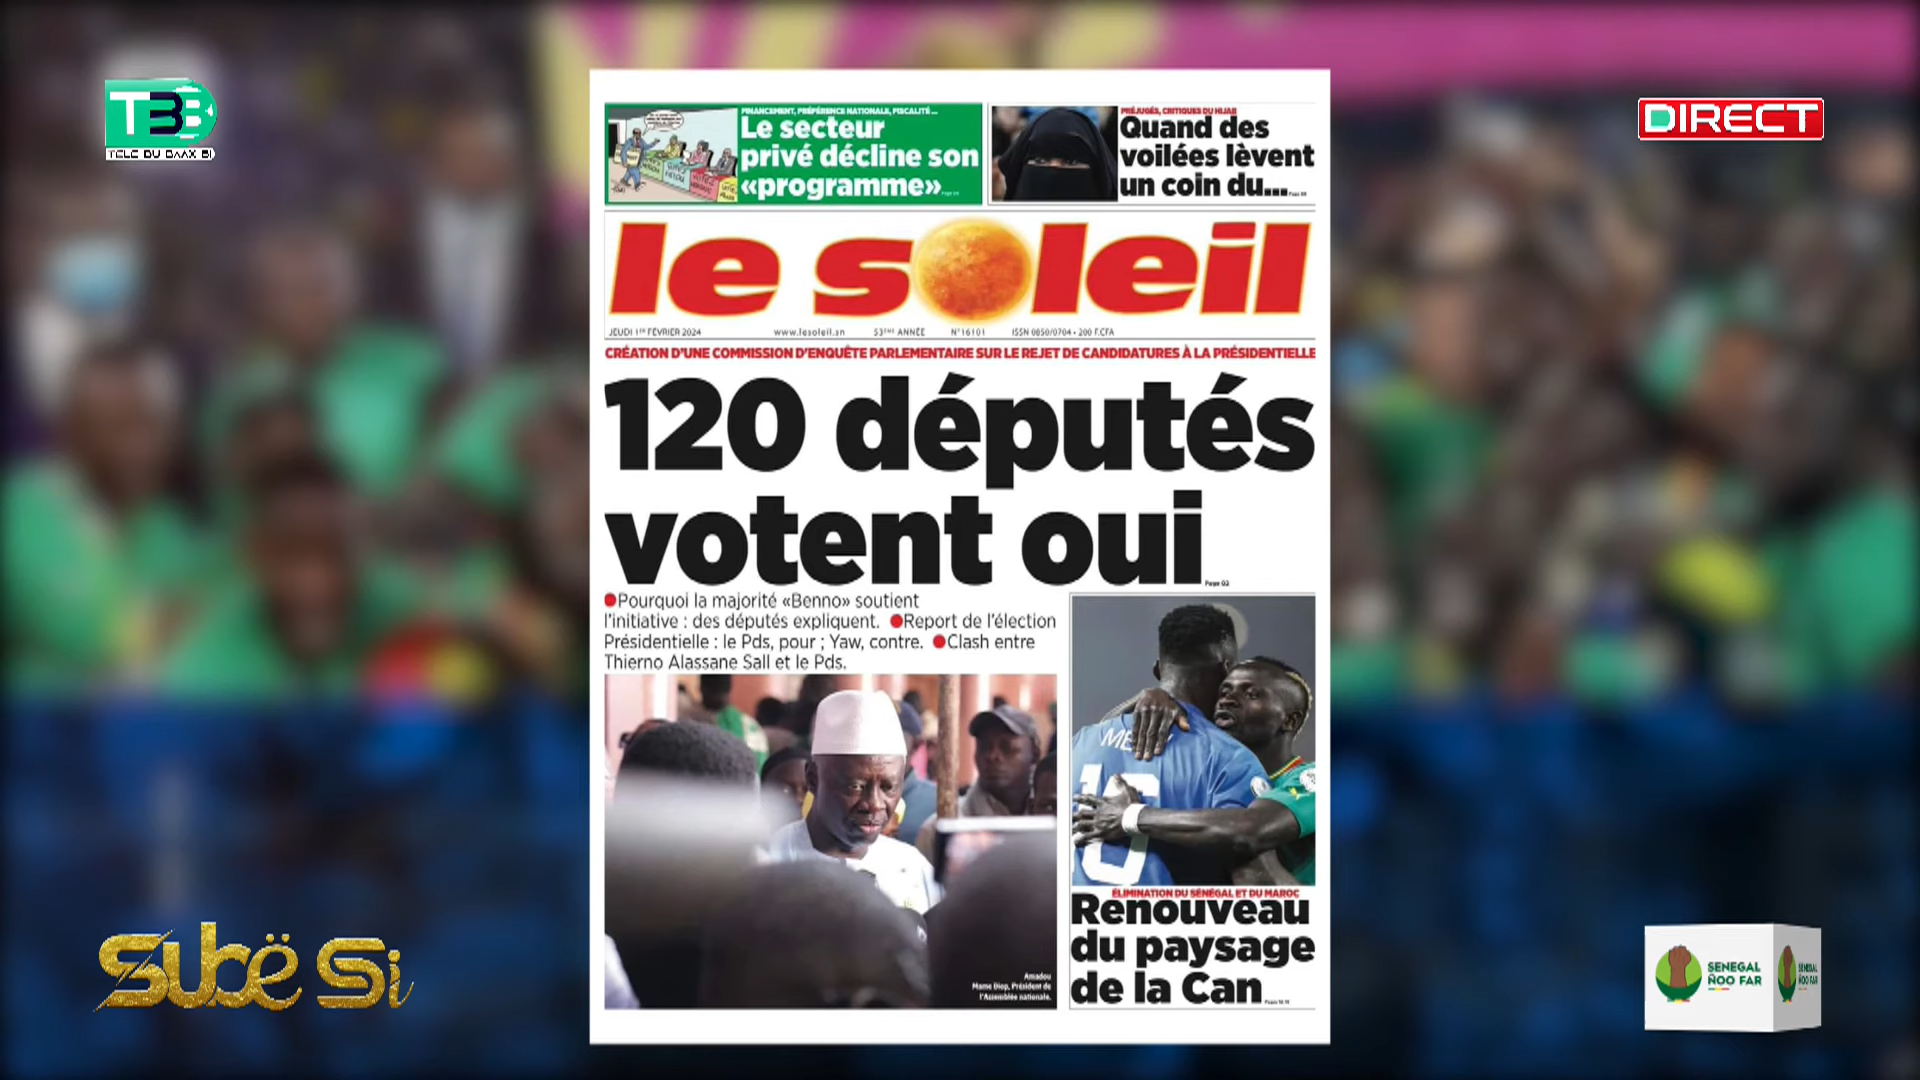 TBB
TELE DU BAAX BI
DIRECT
FINANCEMENT, PRÉFÉRENCE NATIONALE, FISCALITÉ...
Le secteur
privé décline son
«programme»
PRÉJUGÉS, CRITIQUES DU HIJAB
Quand des
voilées lèvent
un coin du...
le soleil
JEUDI 1ER FÉVRIER 2024 www.lesoleil.sn 53ÈME ANNÉE N°16101 ISSN 0850/0704 - 200 F.CFA
CRÉATION D'UNE COMMISSION D'ENQUÊTE PARLEMENTAIRE SUR LE REJET DE CANDIDATURES À LA PRÉSIDENTIELLE
120 députés
votent oui
Page 02
●Pourquoi la majorité «Benno» soutient
l'initiative : des députés expliquent. ●Report de l'élection
Présidentielle : le Pds, pour ; Yaw, contre. ●Clash entre
Thierno Alassane Sall et le Pds.
Amadou
Mame Diop, Président de
l'Assemblée nationale.
ÉLIMINATION DU SÉNÉGAL ET DU MAROC
Renouveau
du paysage
de la Can
Subë Si
SENEGAL
ÑOO FAR